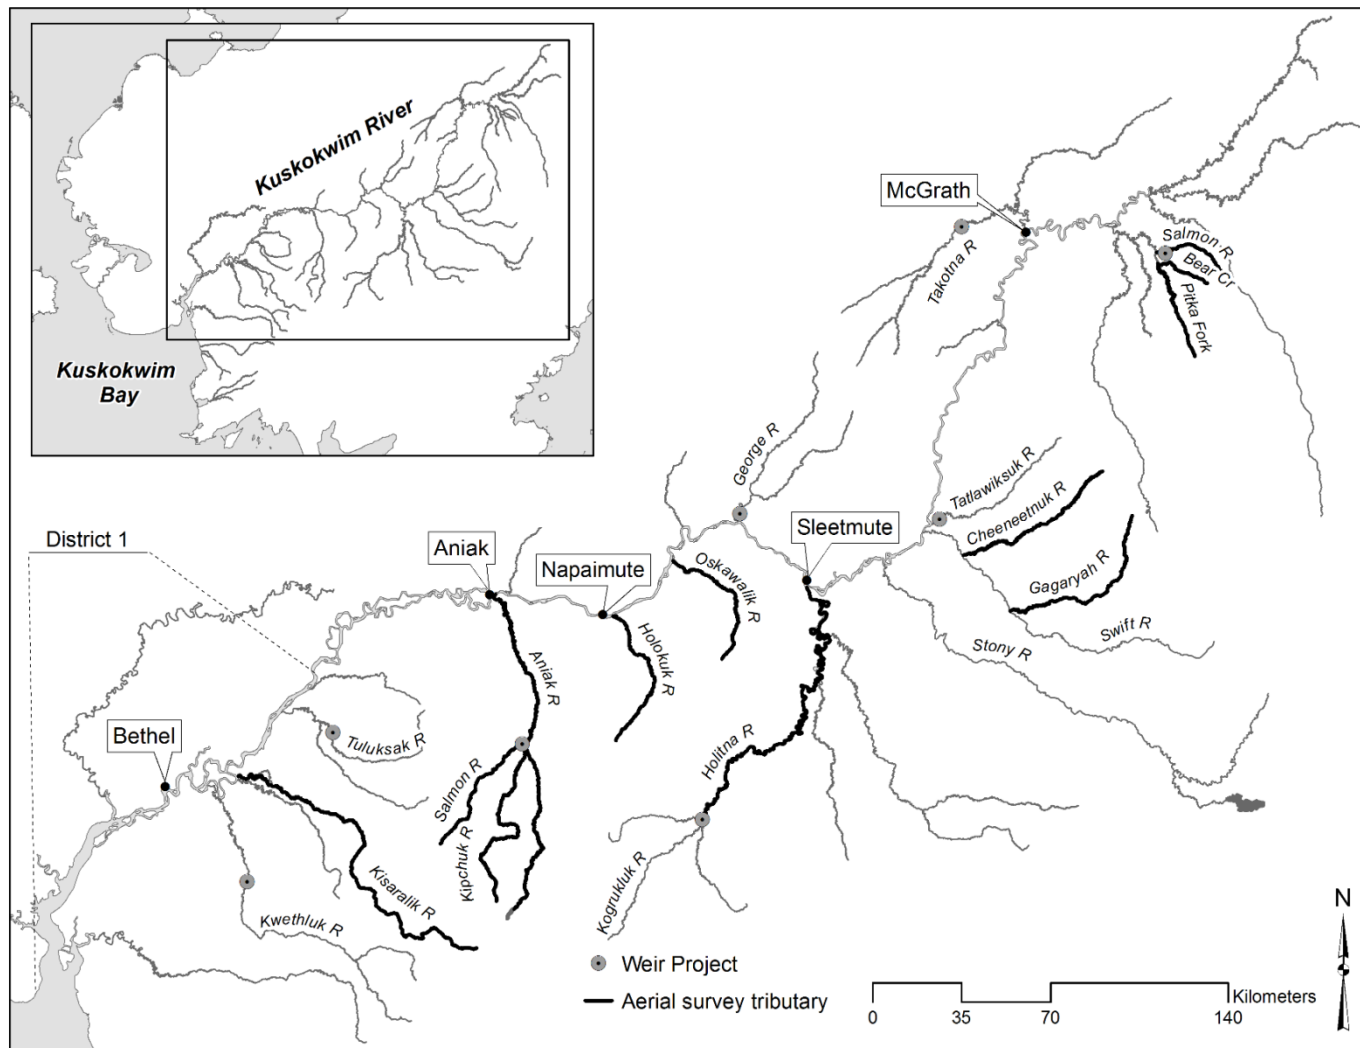 Kuskokwim River
Kuskokwim
Bay
McGrath
Takotna R
Salmon R
Bear Cr
Pitka Fork
George R
Tatlawiksuk R
Cheeneetnuk R
Gagaryah R
Swift R
Stony R
Sleetmute
Oskawalik R
Napaimute
Holokuk R
Aniak
Aniak R
District 1
Bethel
Tuluksak R
Salmon R
Kipchuk R
Kisaralik R
Kwethluk R
Holitna R
Kogrukluk R
Weir Project
Aerial survey tributary
N
Kilometers
0 35 70 140